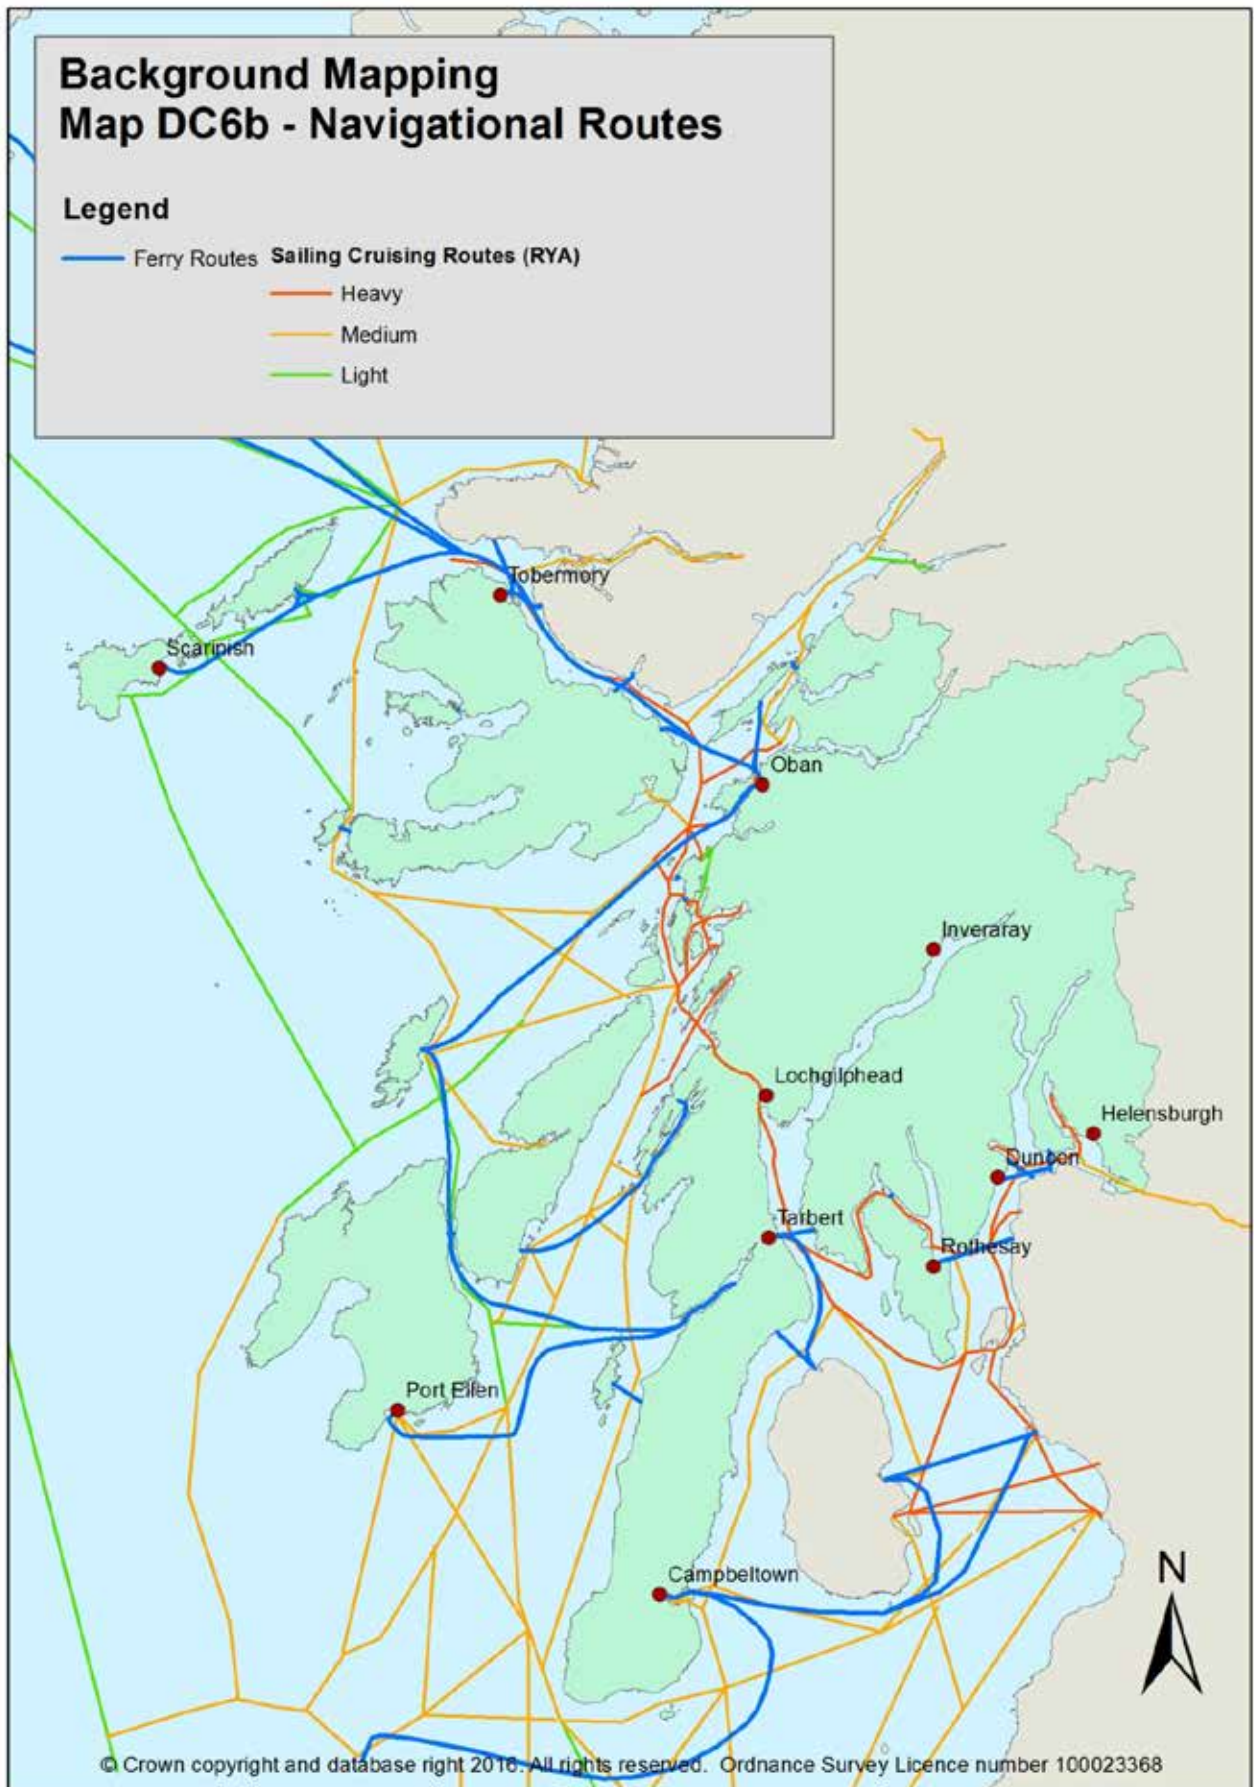 Background Mapping
Map DC6b - Navigational Routes
Legend
Ferry Routes Sailing Cruising Routes (RYA)
Heavy
Medium
Light
Tobermory
Scarinish
Oban
Inveraray
Lochgilphead
Helensburgh
Dunoon
Tarbert
Rothesay
Port Ellen
Campbeltown
N
© Crown copyright and database right 2016. All rights reserved. Ordnance Survey Licence number 100023368